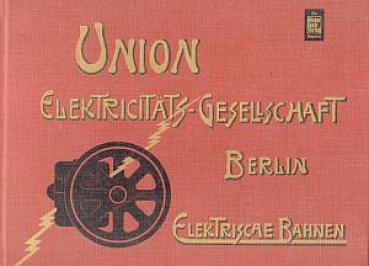 UNION
ELEKTRICITÄTS-GESELLSCHAFT
BERLIN
ELEKTRISCHE BAHNEN